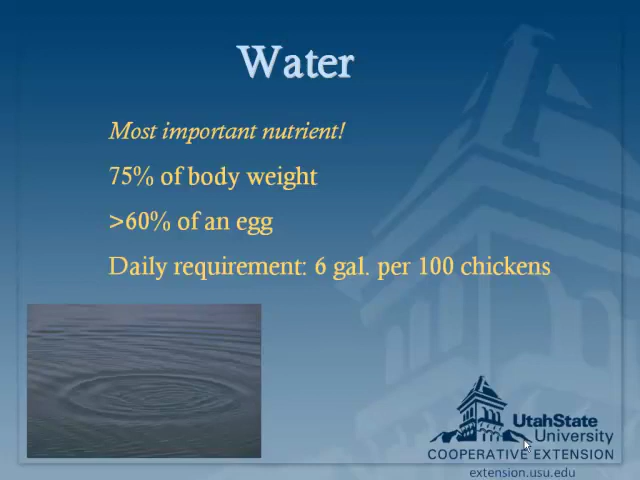 Water
Most important nutrient!
75% of body weight
>60% of an egg
Daily requirement: 6 gal. per 100 chickens
UtahState
University
COOPERATIVE EXTENSION
extension.usu.edu